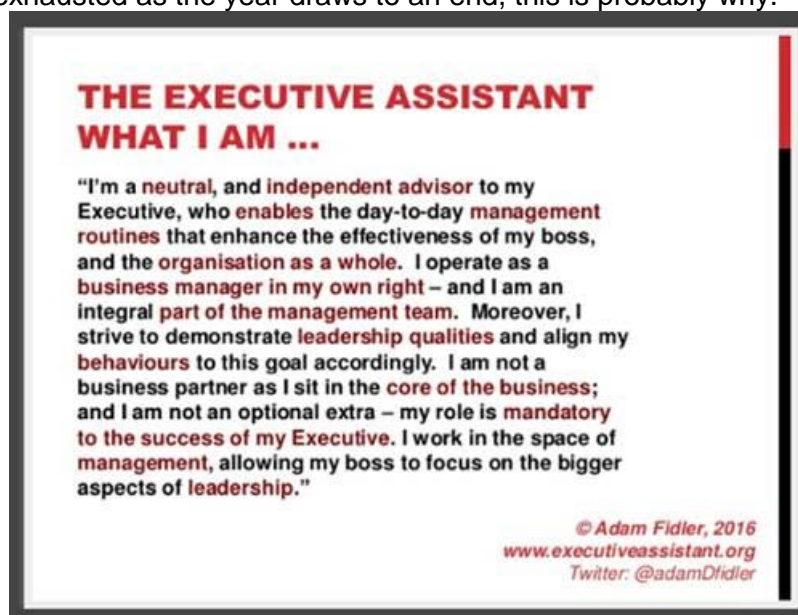 exhausted as the year draws to an end, this is probably why:
THE EXECUTIVE ASSISTANT
WHAT I AM ...
“I’m a neutral, and independent advisor to my
Executive, who enables the day-to-day management
routines that enhance the effectiveness of my boss,
and the organisation as a whole.  I operate as a
business manager in my own right – and I am an
integral part of the management team.  Moreover, I
strive to demonstrate leadership qualities and align my
behaviours to this goal accordingly.  I am not a
business partner as I sit in the core of the business;
and I am not an optional extra – my role is mandatory
to the success of my Executive. I work in the space of
management, allowing my boss to focus on the bigger
aspects of leadership.”
© Adam Fidler, 2016
www.executiveassistant.org
Twitter: @adamDfidler